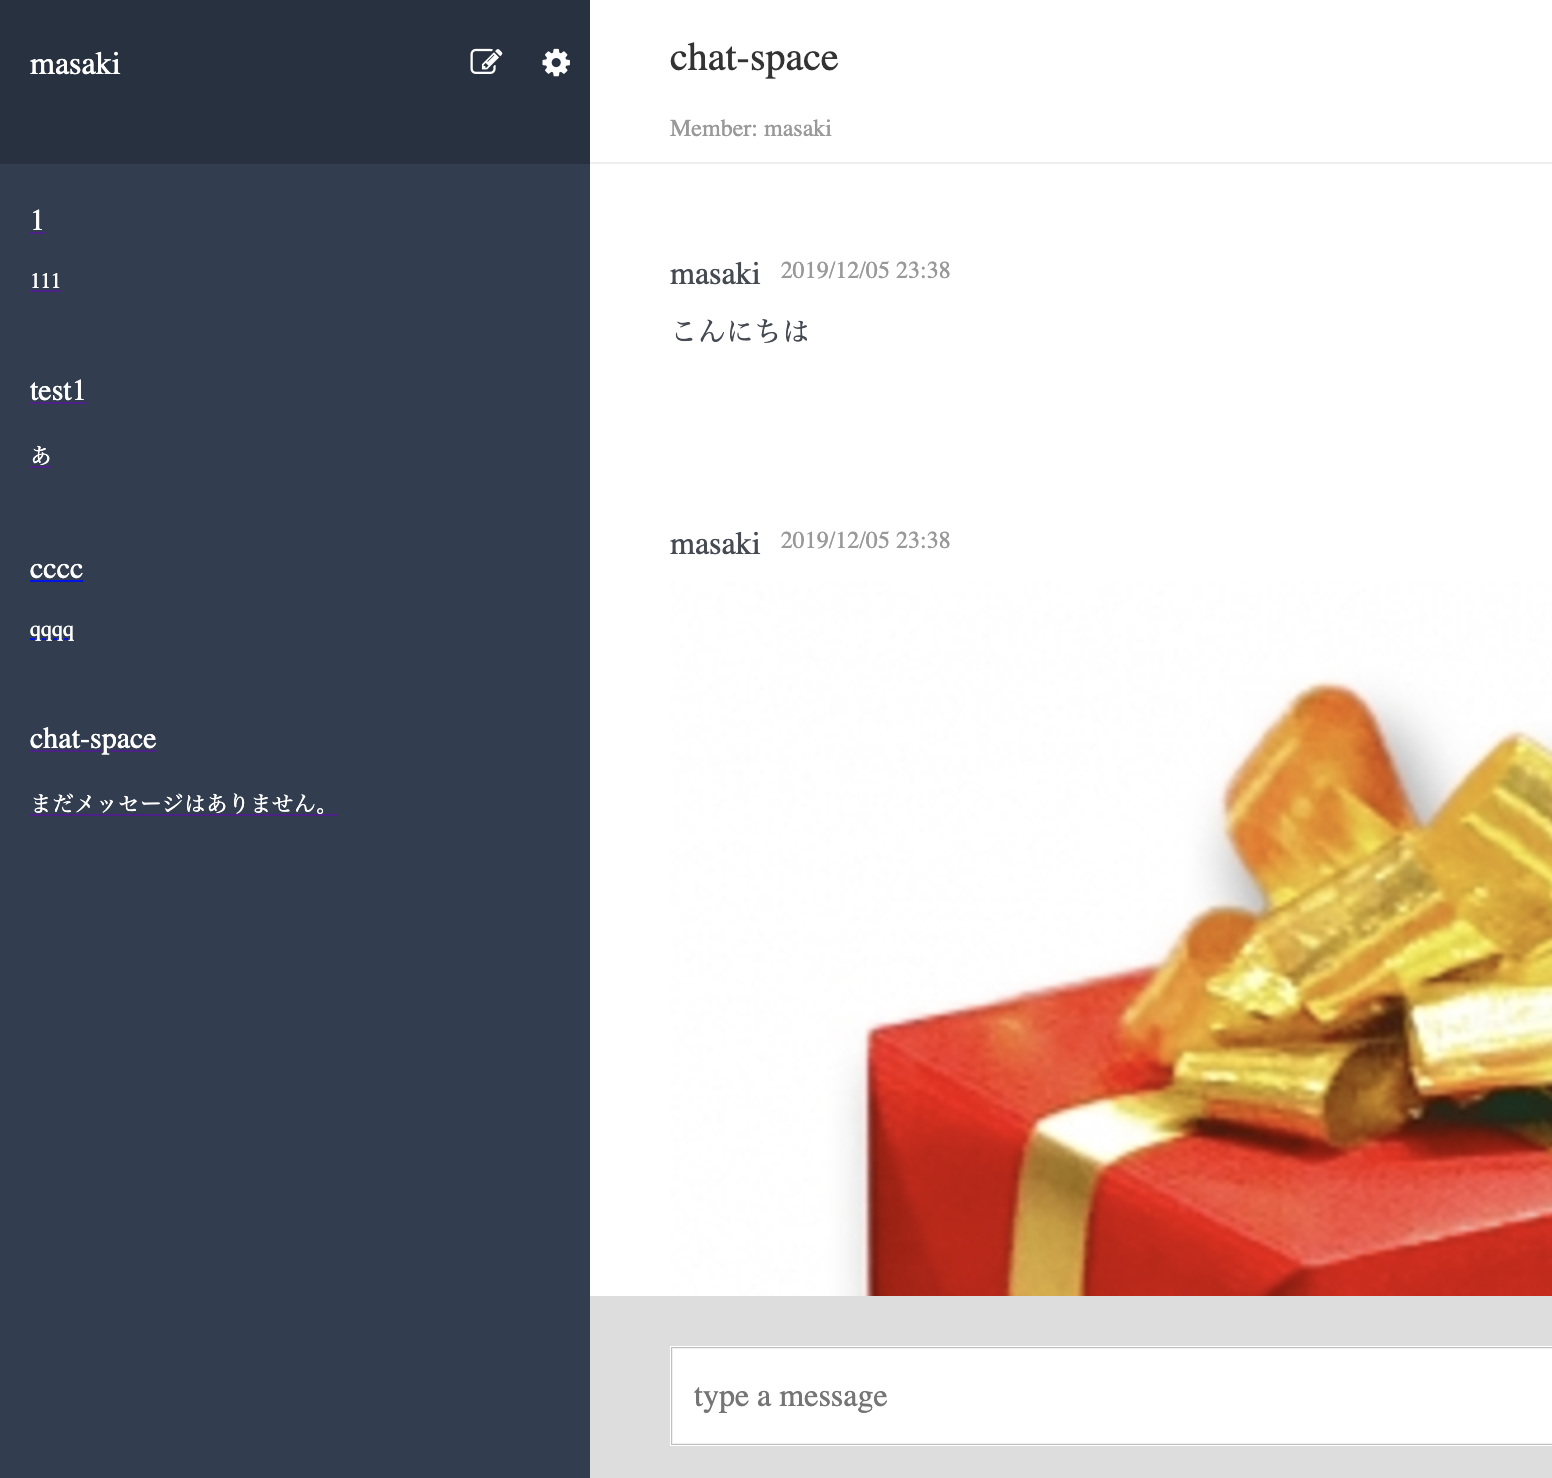 masaki
1
111
test1
あ
cccc
qqqq
chat-space
まだメッセージはありません。
chat-space
Member: masaki
masaki 2019/12/05 23:38
こんにちは
masaki 2019/12/05 23:38
type a message